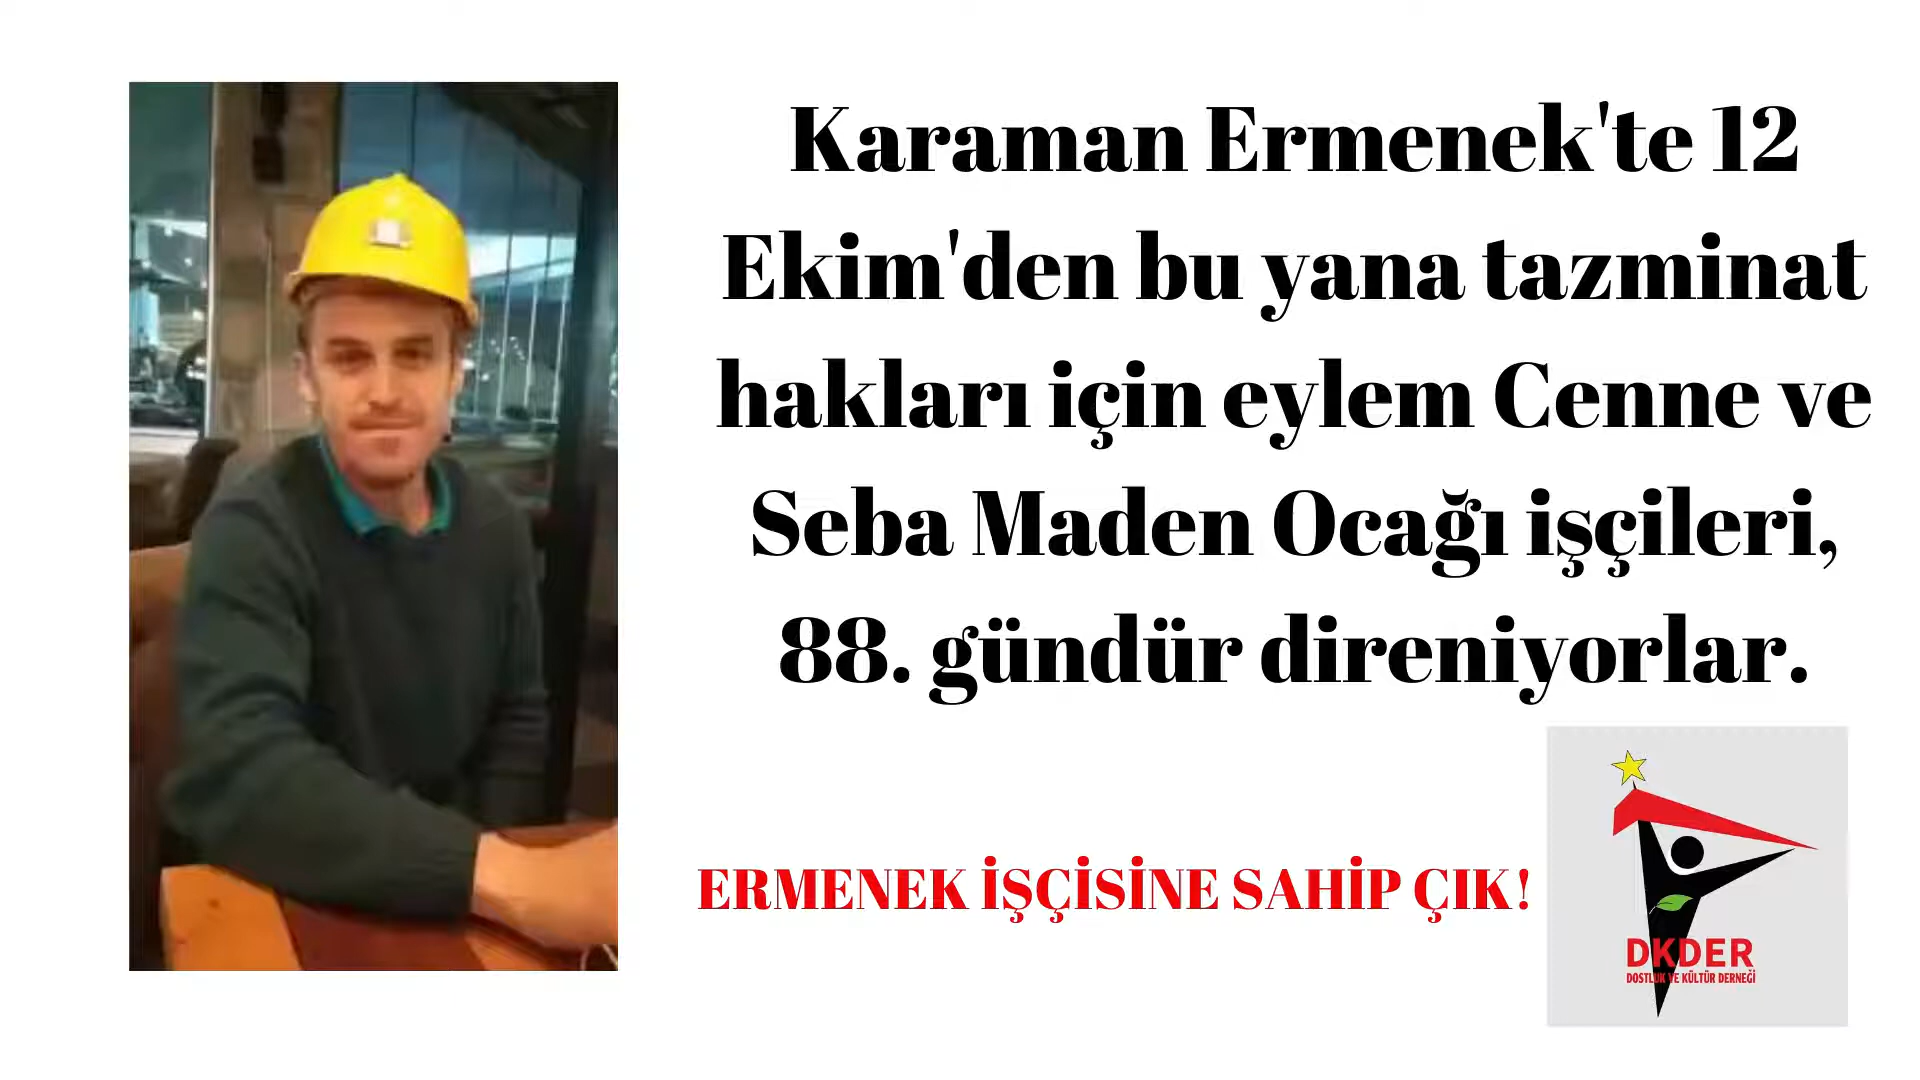 Karaman Ermenek'te 12
Ekim'den bu yana tazminat
hakları için eylem Cenne ve
Seba Maden Ocağı işçileri,
88. gündür direniyorlar.
ERMENEK İŞÇİSİNE SAHİP ÇIK!
DKDER
DOSTLUK VE KÜLTÜR DERNEĞİ